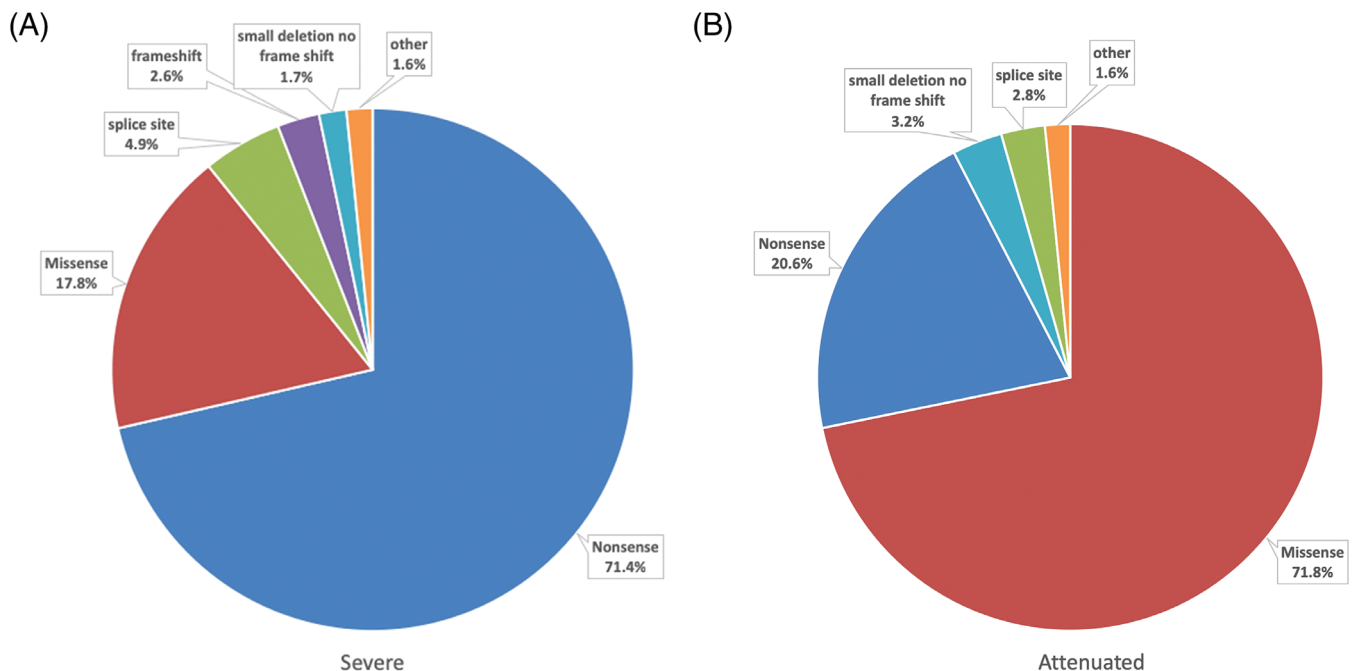 (A)
small deletion no
frame shift
1.7%
other
1.6%
frameshift
2.6%
splice site
4.9%
Missense
17.8%
Nonsense
71.4%
Severe
(B)
other
1.6%
splice site
2.8%
small deletion no
frame shift
3.2%
Nonsense
20.6%
Missense
71.8%
Attenuated